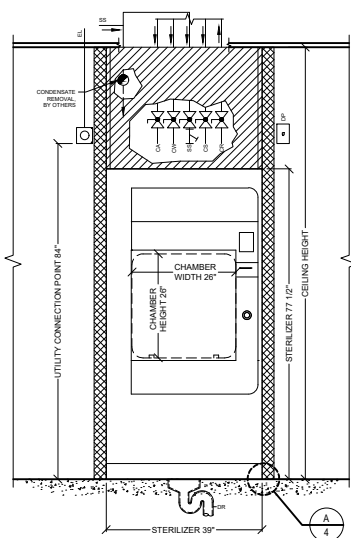 SS
EL
CONDENSATE
REMOVAL,
BY OTHERS
CA
CW
SS
CS
CR
DP
UTILITY CONNECTION POINT 84"
CHAMBER
WIDTH 26"
CHAMBER
HEIGHT 26"
STERILIZER 77 1/2"
CEILING HEIGHT
DR
STERILIZER 39"
A
4